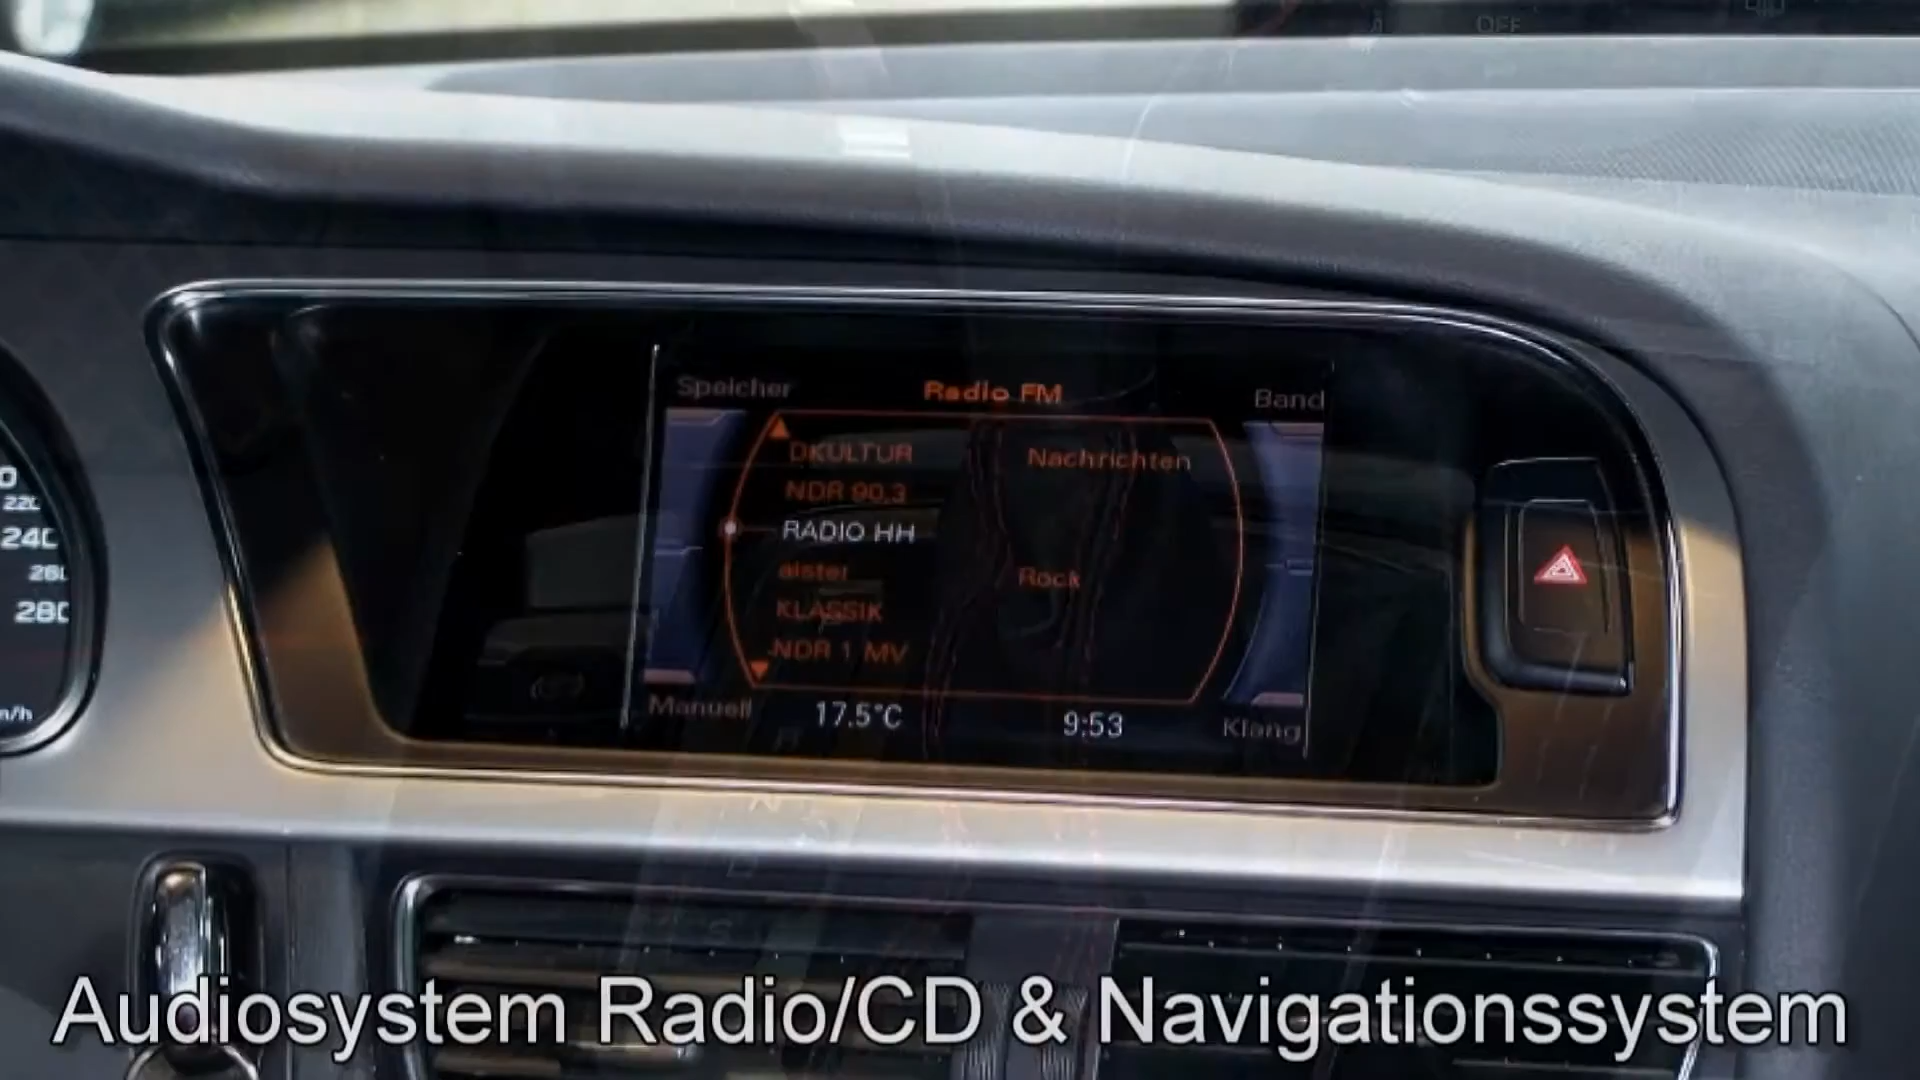 OFF
Speicher Radio FM Band
DKULTUR Nachrichten
NDR 90,3
RADIO HH
alster Rock
KLASSIK
NDR 1 MV
Manuell 17.5°C 9:53 Klang
220
240
260
280
Audiosystem Radio/CD & Navigationssystem